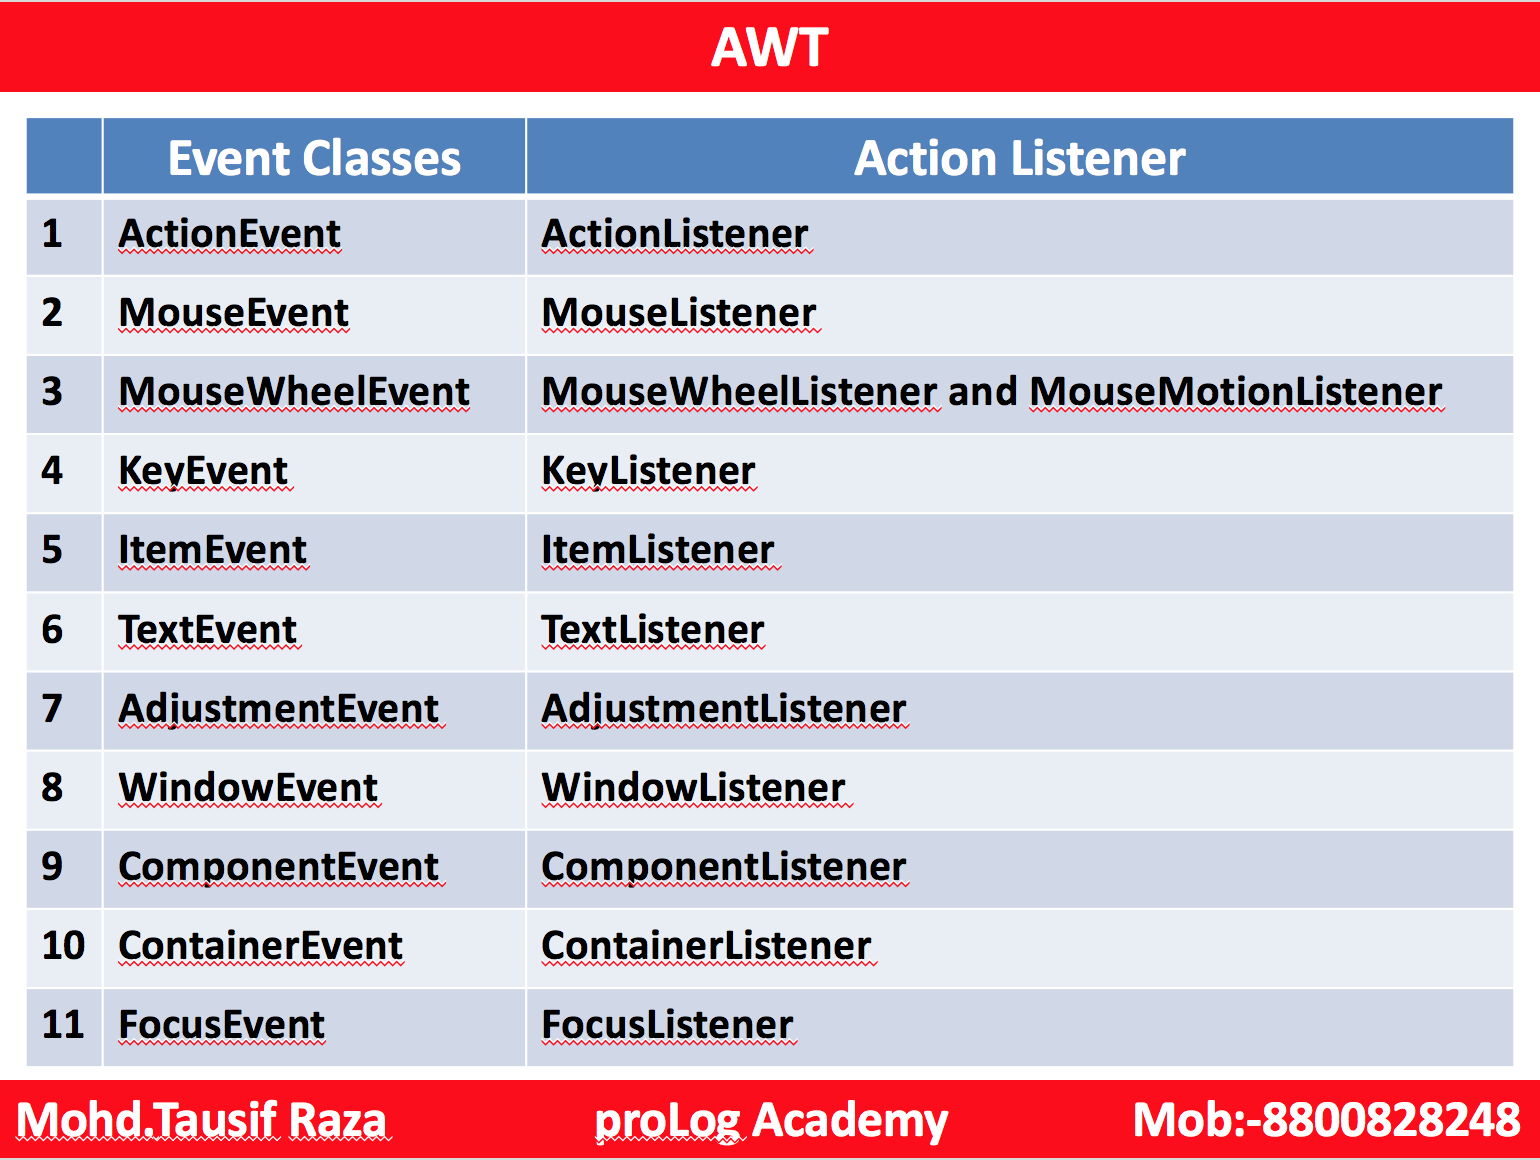 AWT
Event Classes Action Listener
1 ActionEvent ActionListener
2 MouseEvent MouseListener
3 MouseWheelEvent MouseWheelListener and MouseMotionListener
4 KeyEvent KeyListener
5 ItemEvent ItemListener
6 TextEvent TextListener
7 AdjustmentEvent AdjustmentListener
8 WindowEvent WindowListener
9 ComponentEvent ComponentListener
10 ContainerEvent ContainerListener
11 FocusEvent FocusListener
Mohd.Tausif Raza proLog Academy Mob:-8800828248